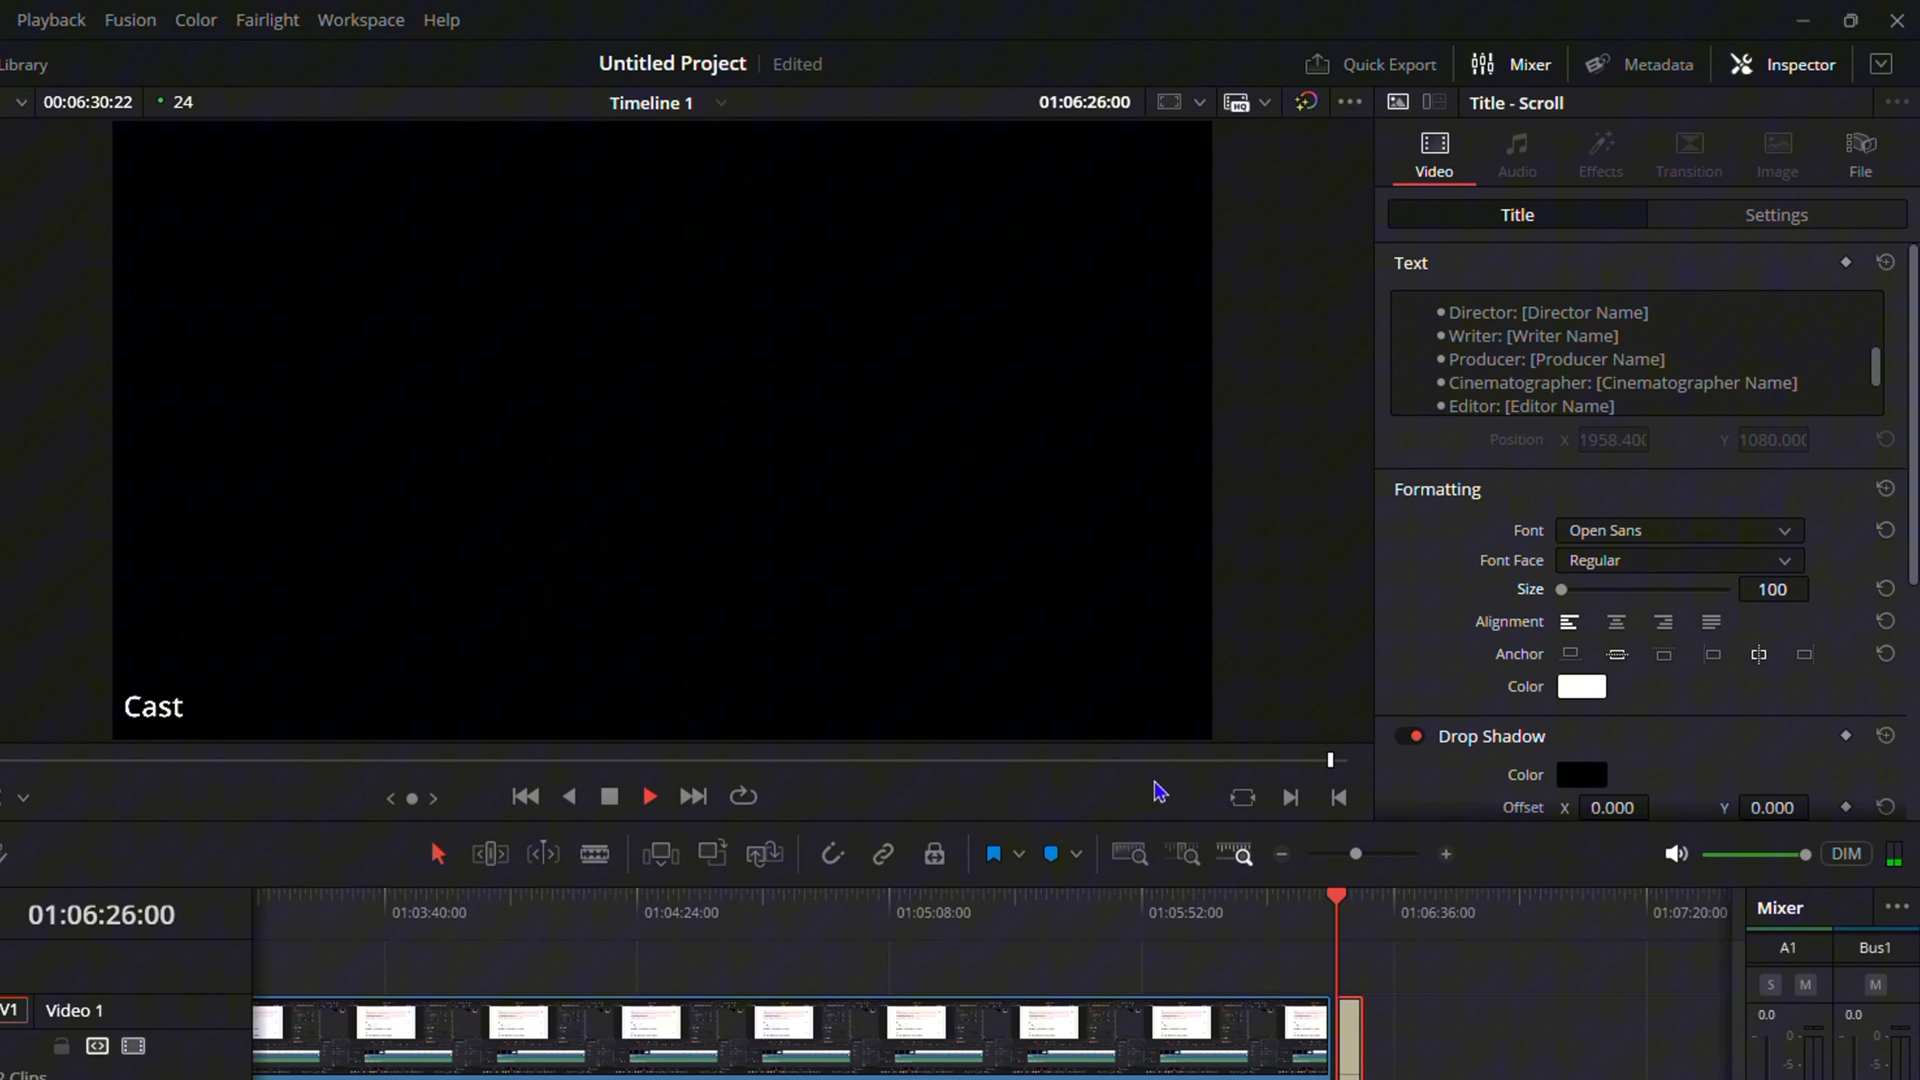 Playback Fusion Color Fairlight Workspace Help
Library
Untitled Project Edited
Quick Export Mixer Metadata Inspector
00:06:30:22 24 Timeline 1 01:06:26:00
HQ
Title - Scroll
Video Audio Effects Transition Image File
Title Settings
Text
Director: [Director Name]
Writer: [Writer Name]
Producer: [Producer Name]
Cinematographer: [Cinematographer Name]
Editor: [Editor Name]
Position X 1958.400 Y 1080.000
Formatting
Font Open Sans
Font Face Regular
Size 100
Alignment
Anchor
Color
Drop Shadow
Color
Offset X 0.000 Y 0.000
Cast
DIM
01:06:26:00
01:03:40:00 01:04:24:00 01:05:08:00 01:05:52:00 01:06:36:00 01:07:20:00
V1 Video 1
2 Clips
Mixer
A1 Bus1
S M M
0.0 0.0
0 0
-5 -5